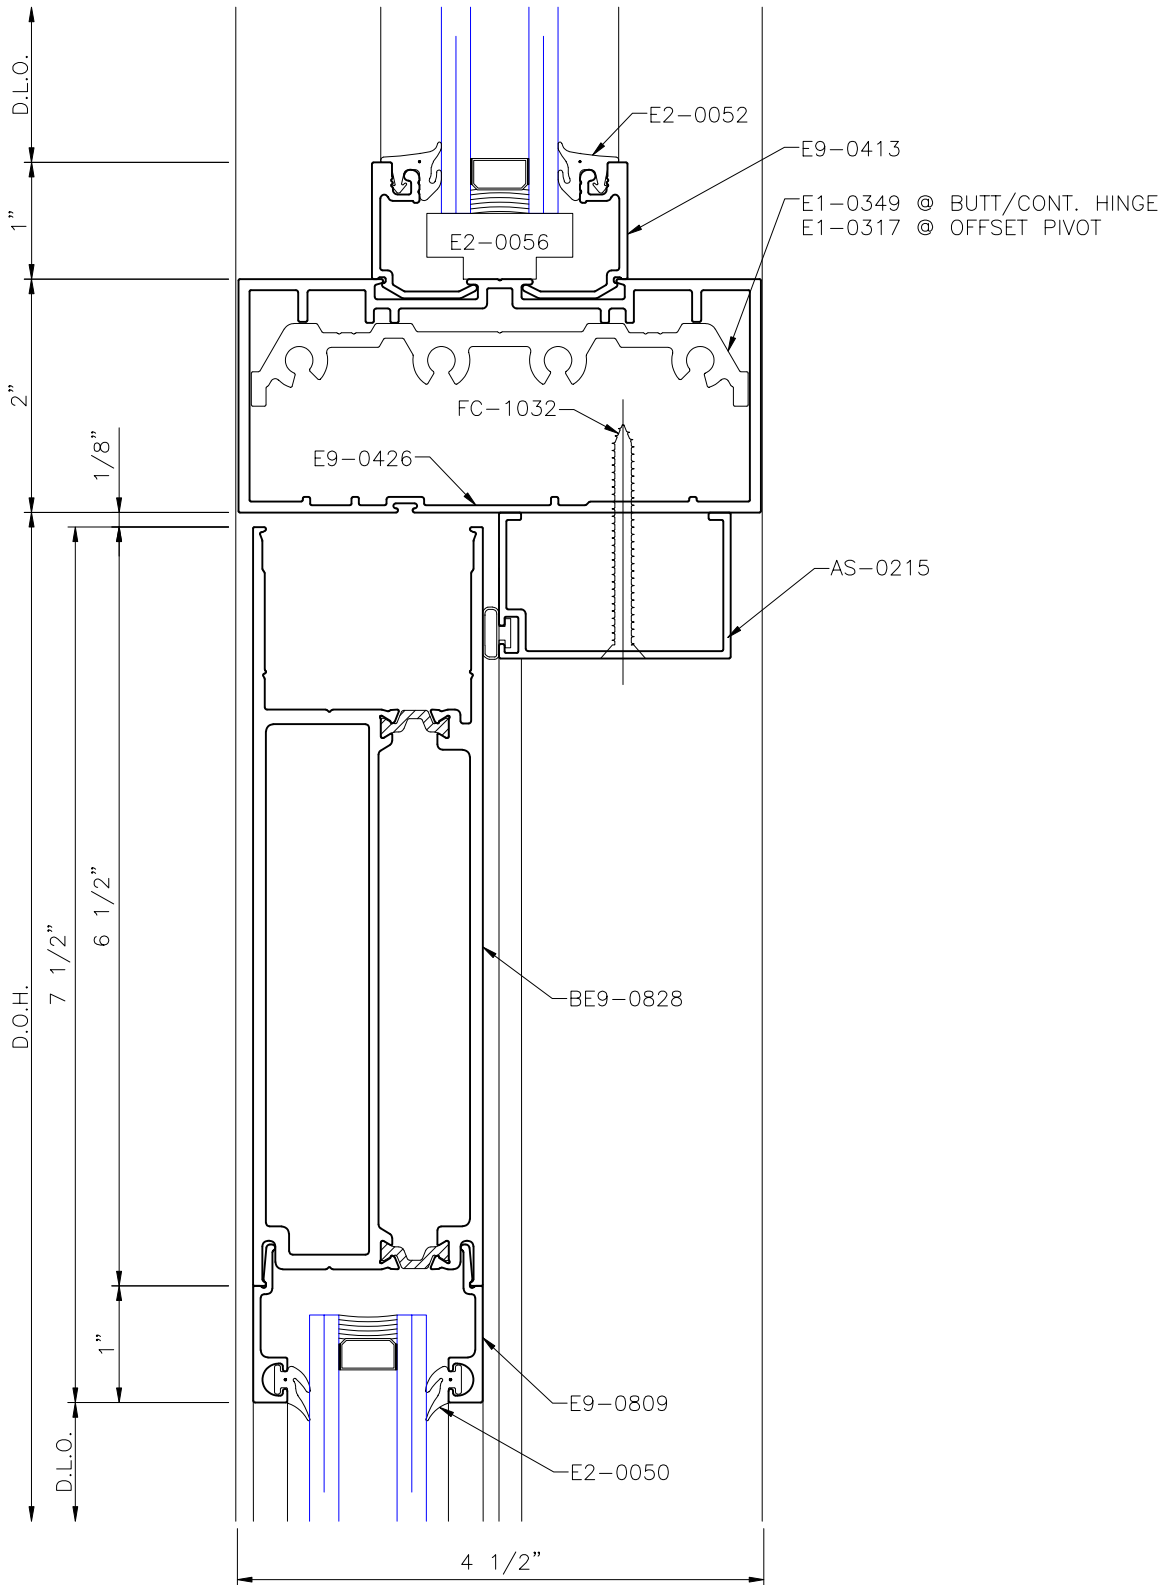 D.L.O.
E2-0052
E9-0413
1"
E1-0349 @ BUTT/CONT. HINGE
E1-0317 @ OFFSET PIVOT
E2-0056
2"
FC-1032
1/8"
E9-0426
AS-0215
6 1/2"
7 1/2"
D.O.H.
BE9-0828
1"
E9-0809
D.L.O.
E2-0050
4 1/2"